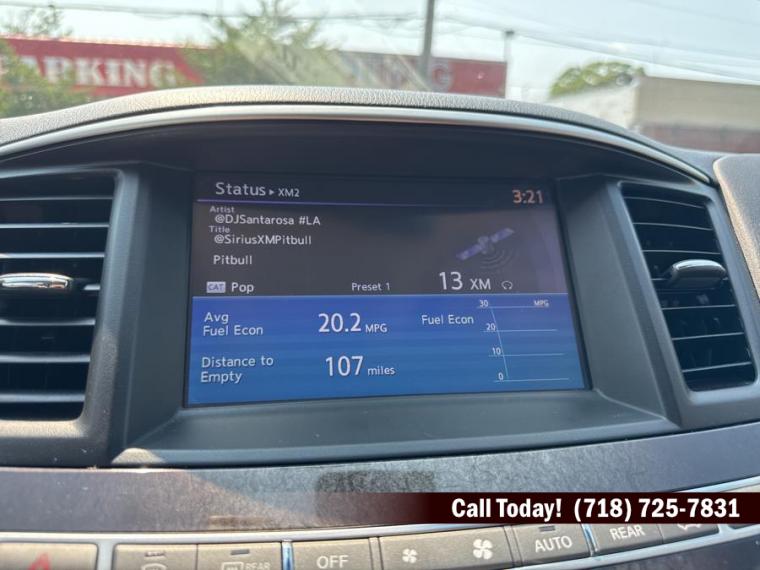 PARKING
Status ▸ XM2
3:21
Artist
@DJSantarosa #LA
Title
@SiriusXMPitbull
Pitbull
CAT Pop
Preset 1
13 XM
Avg
Fuel Econ
20.2 MPG
Fuel Econ
30
MPG
20
10
0
Distance to
Empty
107 miles
Call Today! (718) 725-7831
REAR
OFF
AUTO
REAR